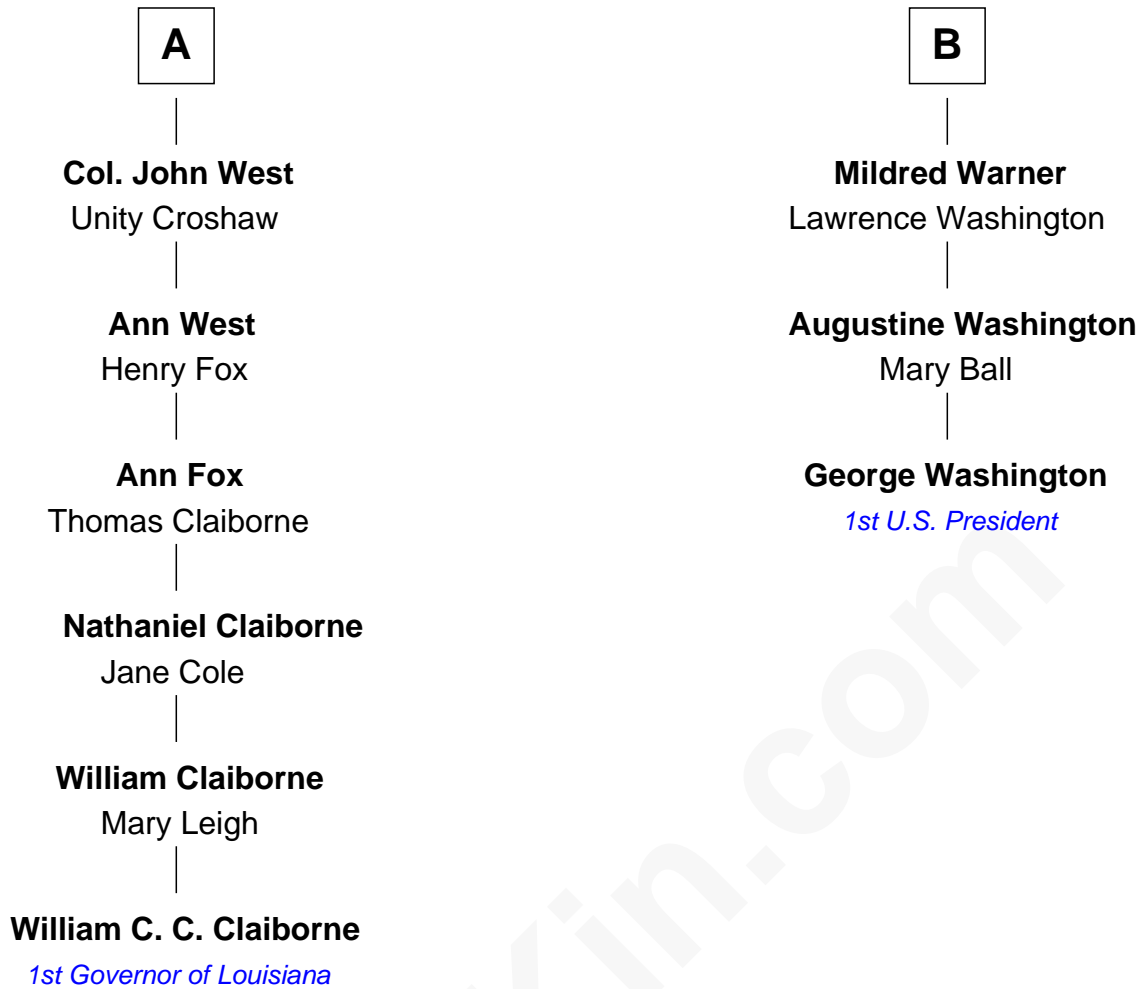 A
Col. John West
Unity Croshaw
Ann West
Henry Fox
Ann Fox
Thomas Claiborne
Nathaniel Claiborne
Jane Cole
William Claiborne
Mary Leigh
William C. C. Claiborne
1st Governor of Louisiana
B
Mildred Warner
Lawrence Washington
Augustine Washington
Mary Ball
George Washington
1st U.S. President
Kin.com